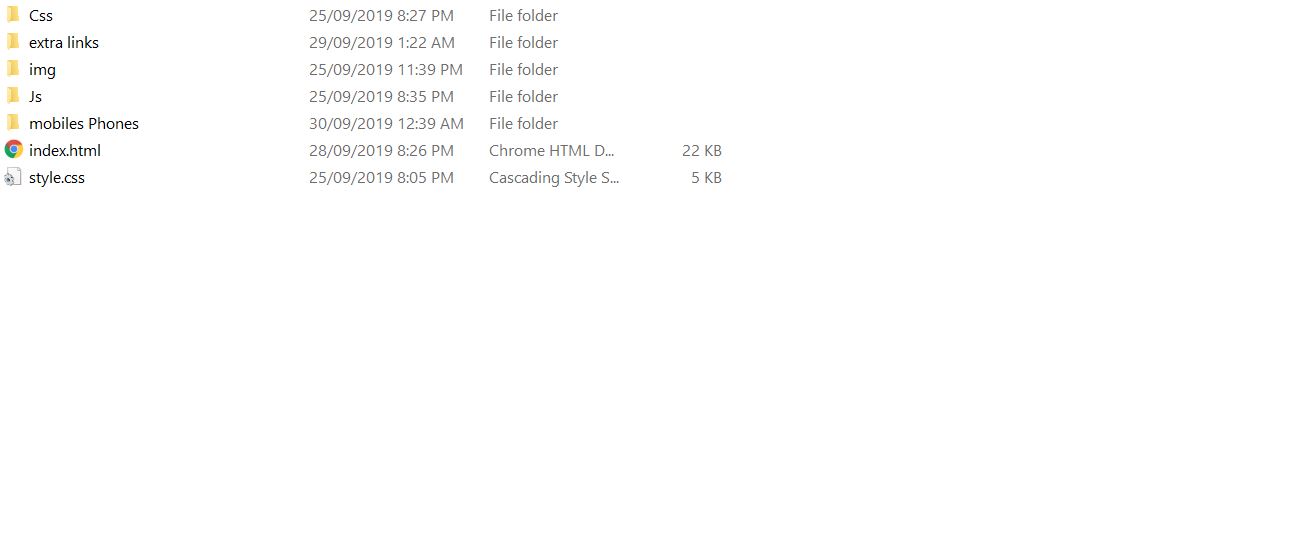 Css 25/09/2019 8:27 PM File folder
extra links 29/09/2019 1:22 AM File folder
img 25/09/2019 11:39 PM File folder
Js 25/09/2019 8:35 PM File folder
mobiles Phones 30/09/2019 12:39 AM File folder
index.html 28/09/2019 8:26 PM Chrome HTML D... 22 KB
style.css 25/09/2019 8:05 PM Cascading Style S... 5 KB